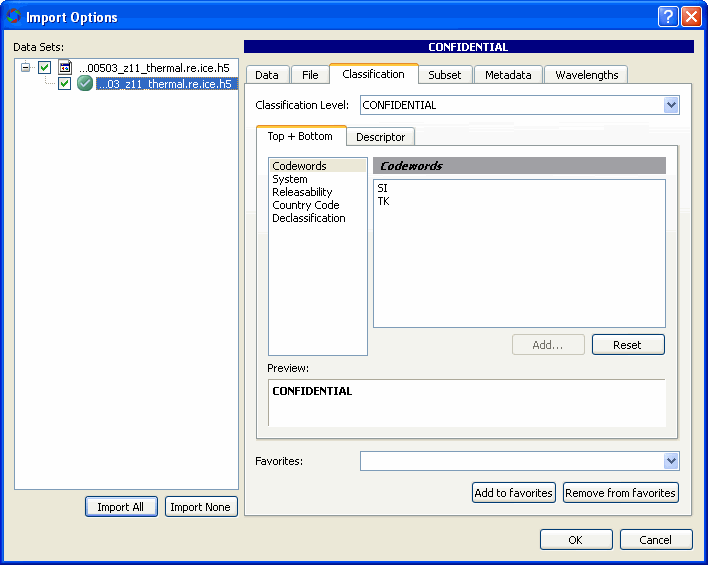 Import Options
Data Sets:
...00503_z11_thermal.re.ice.h5
...03_z11_thermal.re.ice.h5
Import All
Import None
CONFIDENTIAL
Data
File
Classification
Subset
Metadata
Wavelengths
Classification Level:
CONFIDENTIAL
Top + Bottom
Descriptor
Codewords
System
Releasability
Country Code
Declassification
Codewords
SI
TK
Add...
Reset
Preview:
CONFIDENTIAL
Favorites:
Add to favorites
Remove from favorites
OK
Cancel